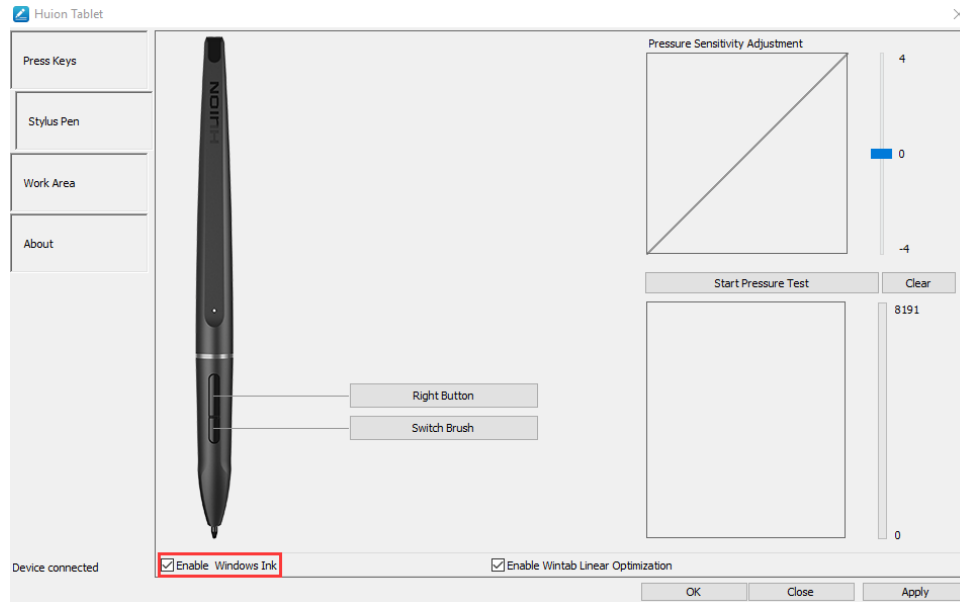 Huion Tablet
Press Keys
Stylus Pen
Work Area
About
Device connected
HUION
Right Button
Switch Brush
Pressure Sensitivity Adjustment
4
0
-4
Start Pressure Test
Clear
8191
0
Enable Windows Ink
Enable Wintab Linear Optimization
OK
Close
Apply